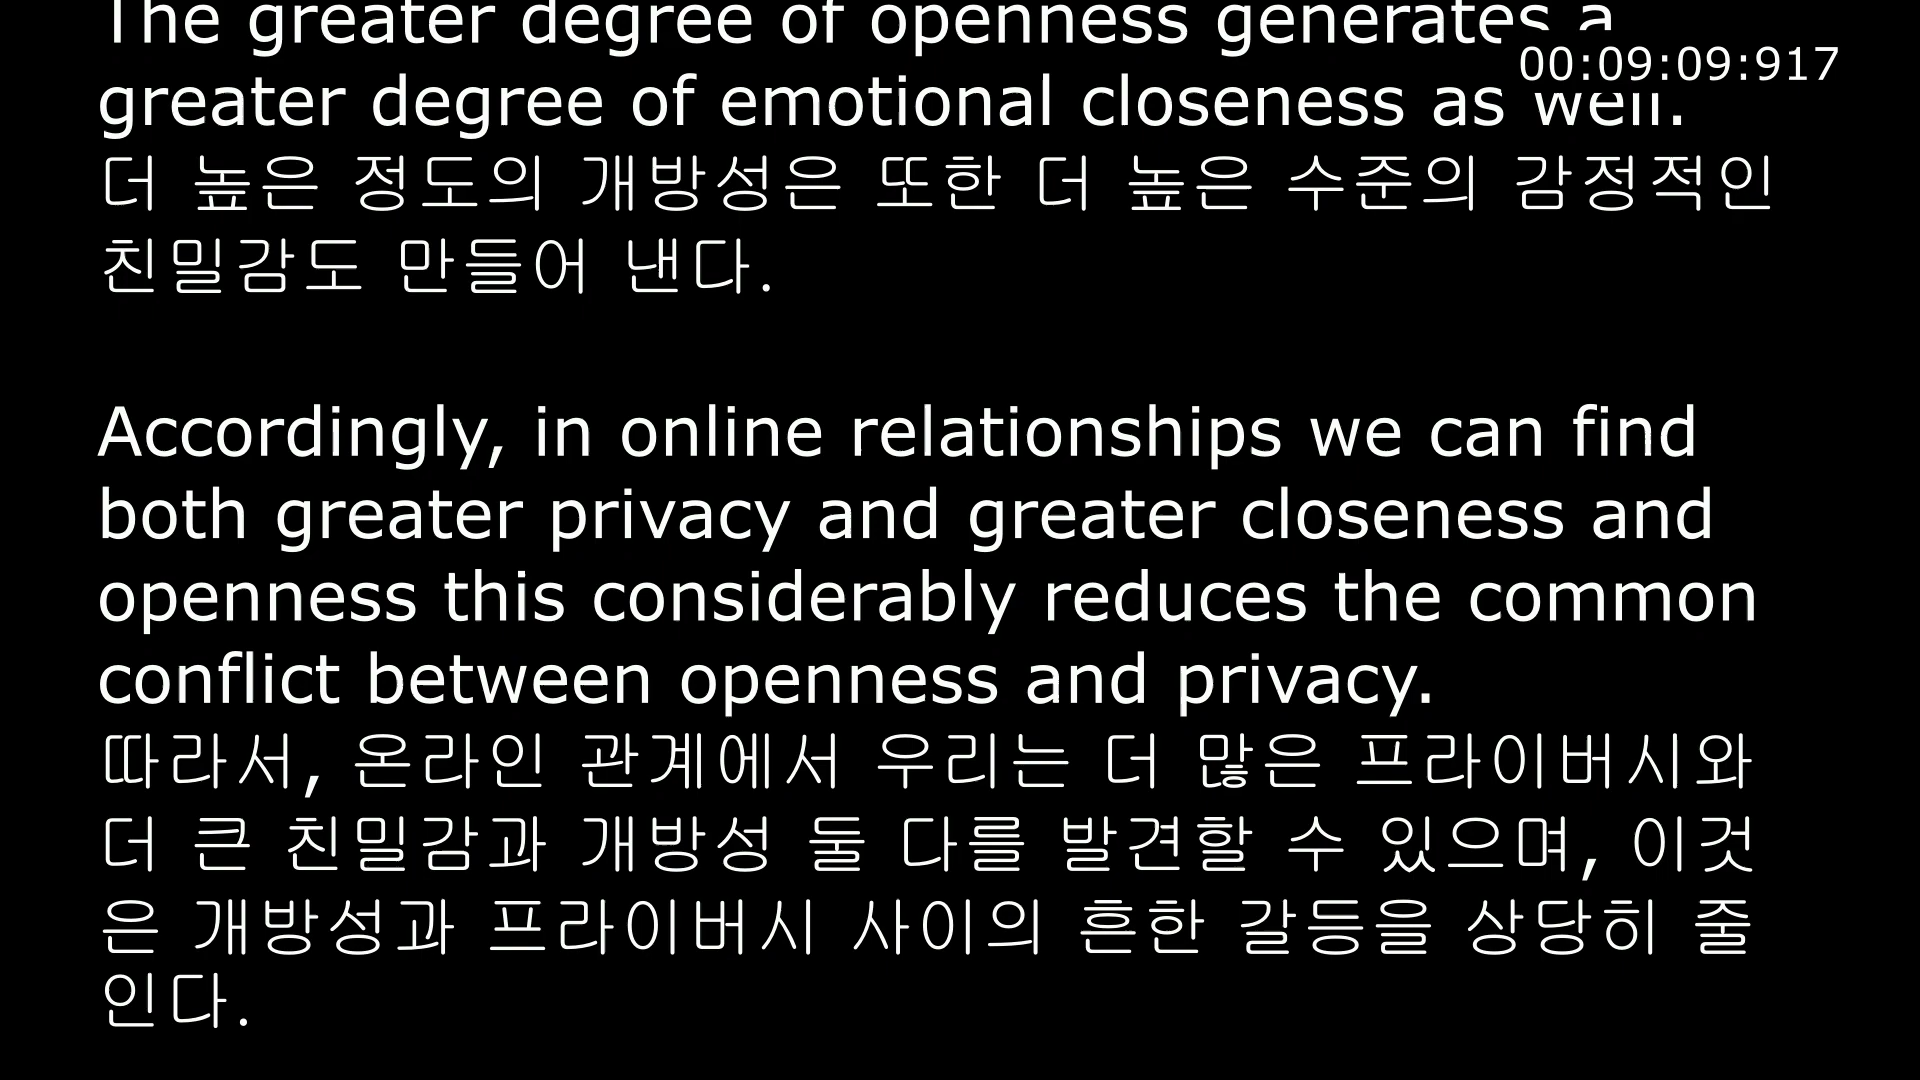 The greater degree of openness generates a
00:09:09:917
greater degree of emotional closeness as well.
더 높은 정도의 개방성은 또한 더 높은 수준의 감정적인
친밀감도 만들어 낸다.
Accordingly, in online relationships we can find
both greater privacy and greater closeness and
openness this considerably reduces the common
conflict between openness and privacy.
따라서, 온라인 관계에서 우리는 더 많은 프라이버시와
더 큰 친밀감과 개방성 둘 다를 발견할 수 있으며, 이것
은 개방성과 프라이버시 사이의 흔한 갈등을 상당히 줄
인다.